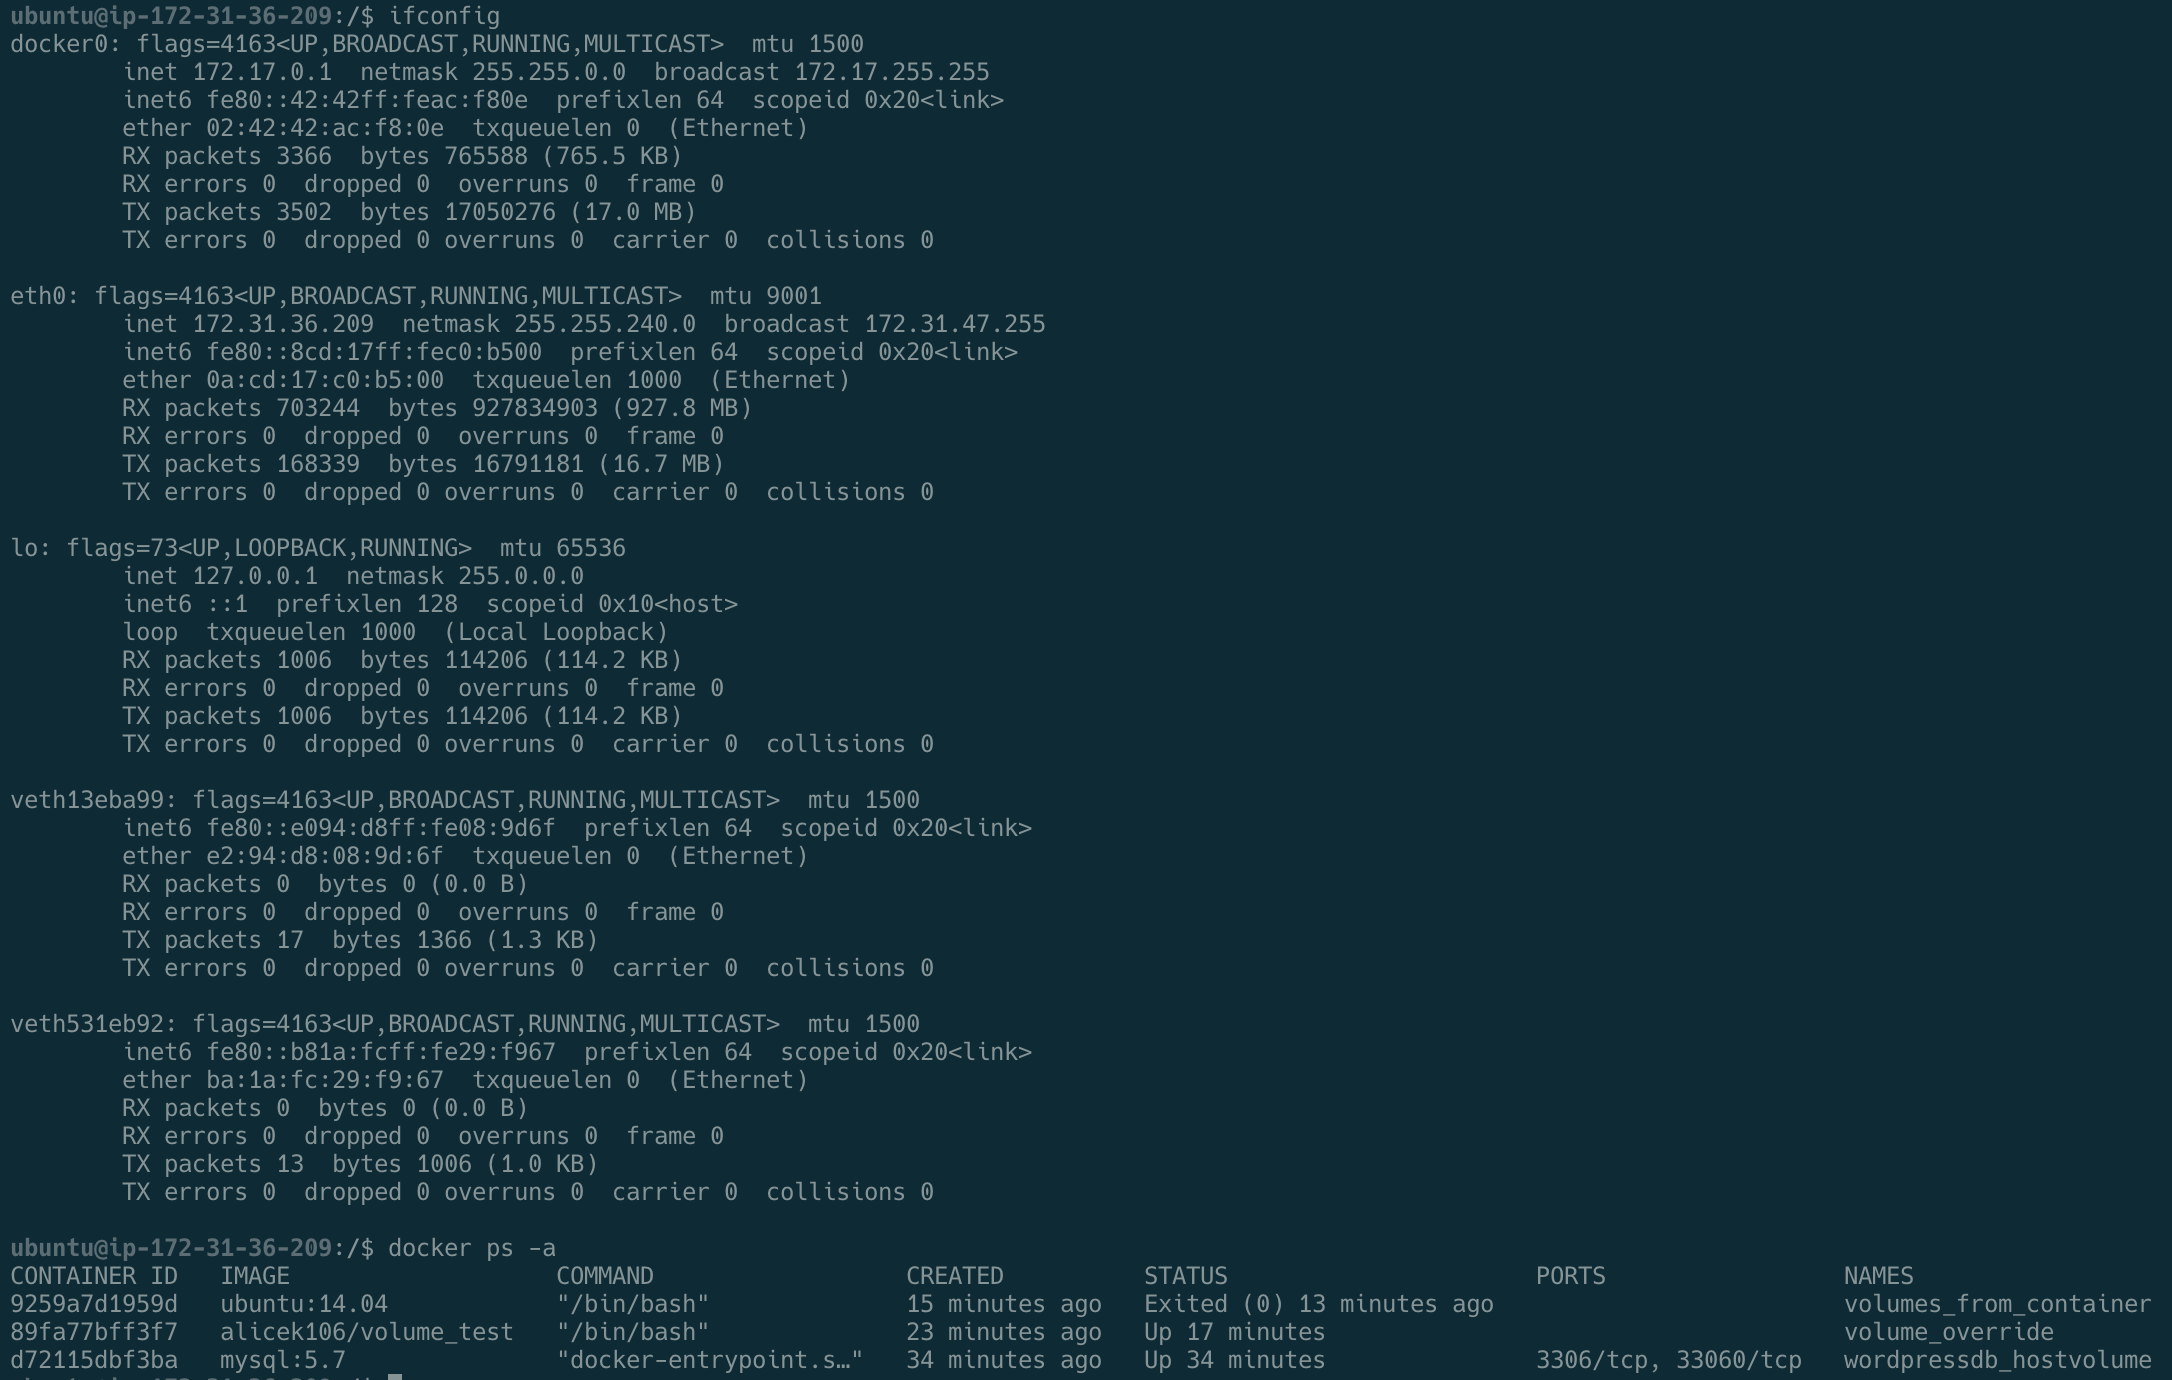 ubuntu@ip-172-31-36-209:/$ ifconfig
docker0: flags=4163<UP,BROADCAST,RUNNING,MULTICAST>  mtu 1500
        inet 172.17.0.1  netmask 255.255.0.0  broadcast 172.17.255.255
        inet6 fe80::42:42ff:feac:f80e  prefixlen 64  scopeid 0x20<link>
        ether 02:42:42:ac:f8:0e  txqueuelen 0  (Ethernet)
        RX packets 3366  bytes 765588 (765.5 KB)
        RX errors 0  dropped 0  overruns 0  frame 0
        TX packets 3502  bytes 17050276 (17.0 MB)
        TX errors 0  dropped 0 overruns 0  carrier 0  collisions 0

eth0: flags=4163<UP,BROADCAST,RUNNING,MULTICAST>  mtu 9001
        inet 172.31.36.209  netmask 255.255.240.0  broadcast 172.31.47.255
        inet6 fe80::8cd:17ff:fec0:b500  prefixlen 64  scopeid 0x20<link>
        ether 0a:cd:17:c0:b5:00  txqueuelen 1000  (Ethernet)
        RX packets 703244  bytes 927834903 (927.8 MB)
        RX errors 0  dropped 0  overruns 0  frame 0
        TX packets 168339  bytes 16791181 (16.7 MB)
        TX errors 0  dropped 0 overruns 0  carrier 0  collisions 0

lo: flags=73<UP,LOOPBACK,RUNNING>  mtu 65536
        inet 127.0.0.1  netmask 255.0.0.0
        inet6 ::1  prefixlen 128  scopeid 0x10<host>
        loop  txqueuelen 1000  (Local Loopback)
        RX packets 1006  bytes 114206 (114.2 KB)
        RX errors 0  dropped 0  overruns 0  frame 0
        TX packets 1006  bytes 114206 (114.2 KB)
        TX errors 0  dropped 0 overruns 0  carrier 0  collisions 0

veth13eba99: flags=4163<UP,BROADCAST,RUNNING,MULTICAST>  mtu 1500
        inet6 fe80::e094:d8ff:fe08:9d6f  prefixlen 64  scopeid 0x20<link>
        ether e2:94:d8:08:9d:6f  txqueuelen 0  (Ethernet)
        RX packets 0  bytes 0 (0.0 B)
        RX errors 0  dropped 0  overruns 0  frame 0
        TX packets 17  bytes 1366 (1.3 KB)
        TX errors 0  dropped 0 overruns 0  carrier 0  collisions 0

veth531eb92: flags=4163<UP,BROADCAST,RUNNING,MULTICAST>  mtu 1500
        inet6 fe80::b81a:fcff:fe29:f967  prefixlen 64  scopeid 0x20<link>
        ether ba:1a:fc:29:f9:67  txqueuelen 0  (Ethernet)
        RX packets 0  bytes 0 (0.0 B)
        RX errors 0  dropped 0  overruns 0  frame 0
        TX packets 13  bytes 1006 (1.0 KB)
        TX errors 0  dropped 0 overruns 0  carrier 0  collisions 0

ubuntu@ip-172-31-36-209:/$ docker ps -a
CONTAINER ID   IMAGE                   COMMAND                  CREATED          STATUS                      PORTS                 NAMES
9259a7d1959d   ubuntu:14.04            "/bin/bash"              15 minutes ago   Exited (0) 13 minutes ago                         volumes_from_container
89fa77bff3f7   alicek106/volume_test   "/bin/bash"              23 minutes ago   Up 17 minutes                                     volume_override
d72115dbf3ba   mysql:5.7               "docker-entrypoint.s…"   34 minutes ago   Up 34 minutes               3306/tcp, 33060/tcp   wordpressdb_hostvolume